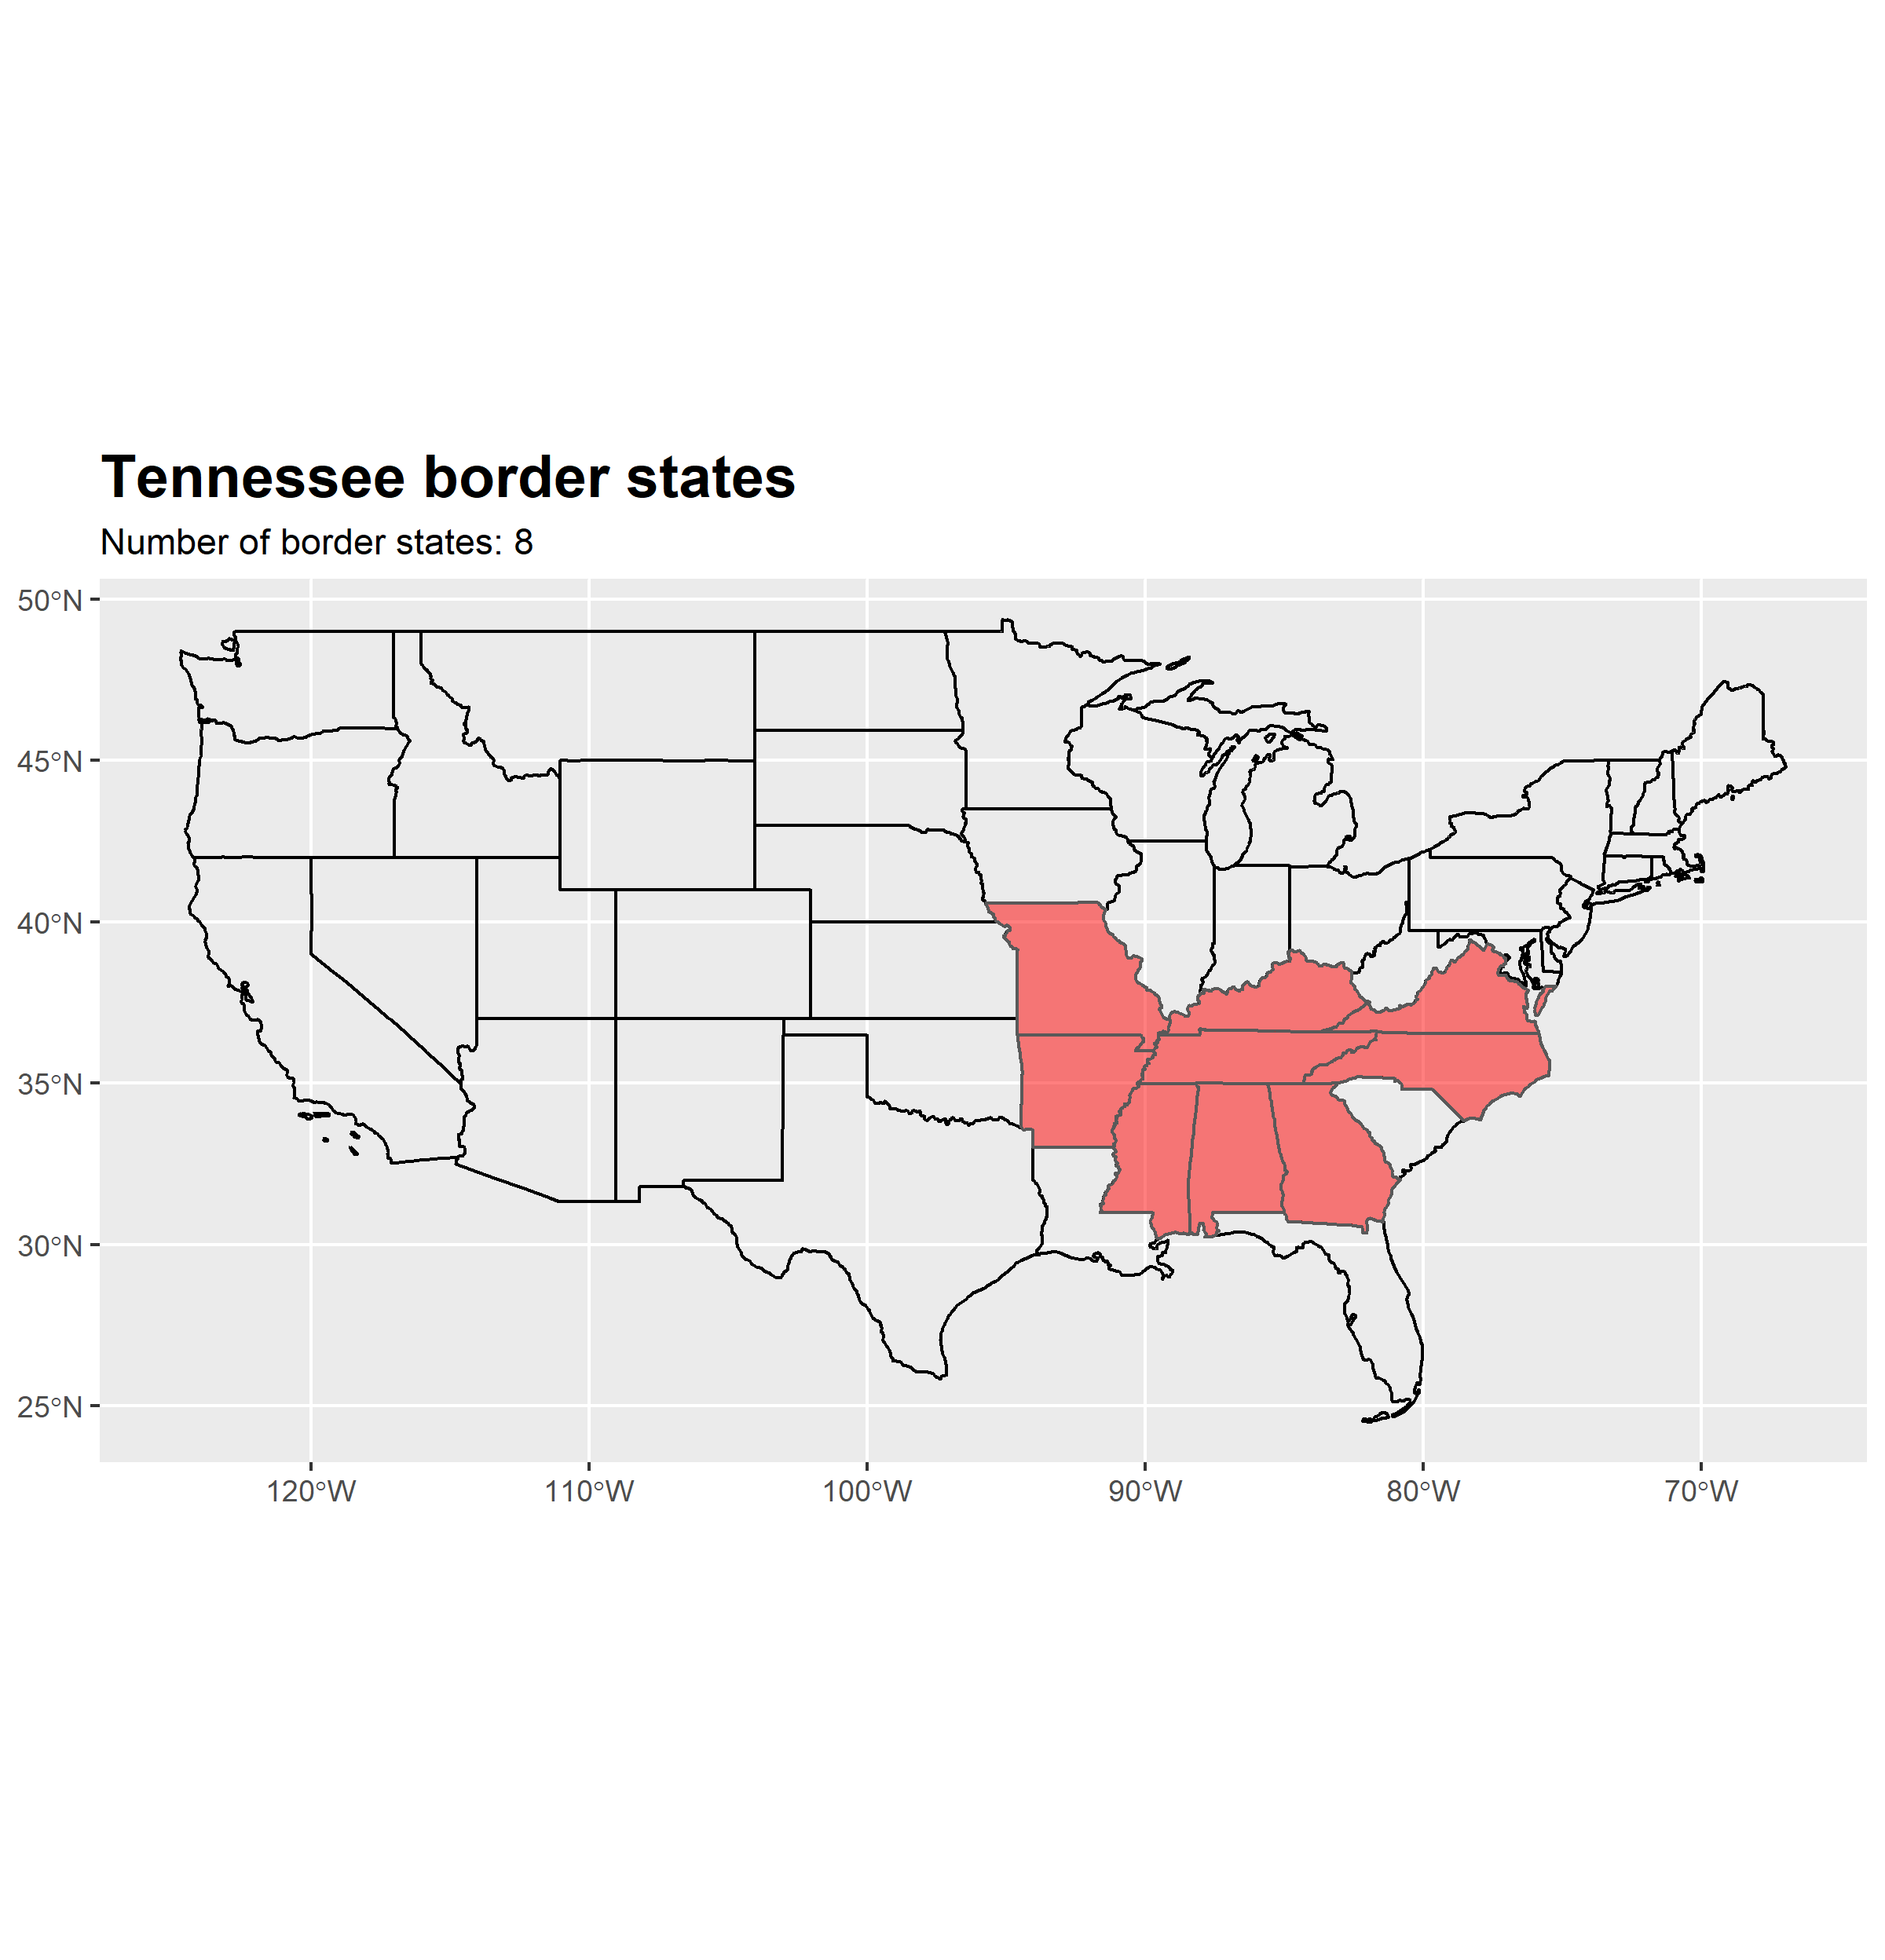 Tennessee border states
Number of border states: 8
50°N
45°N
40°N
35°N
30°N
25°N
120°W 110°W 100°W 90°W 80°W 70°W